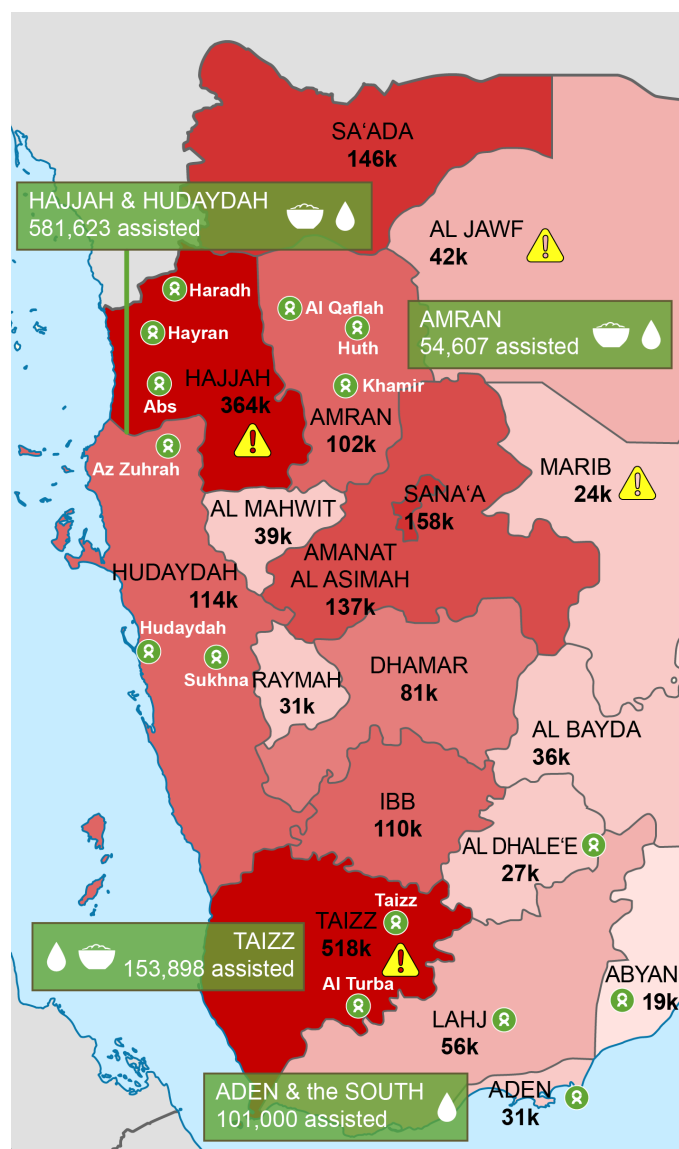 SA‘ADA
146k
HAJJAH & HUDAYDAH
581,623 assisted
AL JAWF
42k
Haradh
Al Qaflah
Hayran
Huth
AMRAN
54,607 assisted
HAJJAH
364k
Abs
Khamir
AMRAN
102k
Az Zuhrah
MARIB
24k
SANA‘A
158k
AL MAHWIT
39k
AMANAT
AL ASIMAH
137k
HUDAYDAH
114k
Hudaydah
Sukhna
RAYMAH
31k
DHAMAR
81k
AL BAYDA
36k
IBB
110k
AL DHALE‘E
27k
Taizz
TAIZZ
518k
TAIZZ
153,898 assisted
Al Turba
LAHJ
56k
ABYAN
19k
ADEN & the SOUTH
101,000 assisted
ADEN
31k